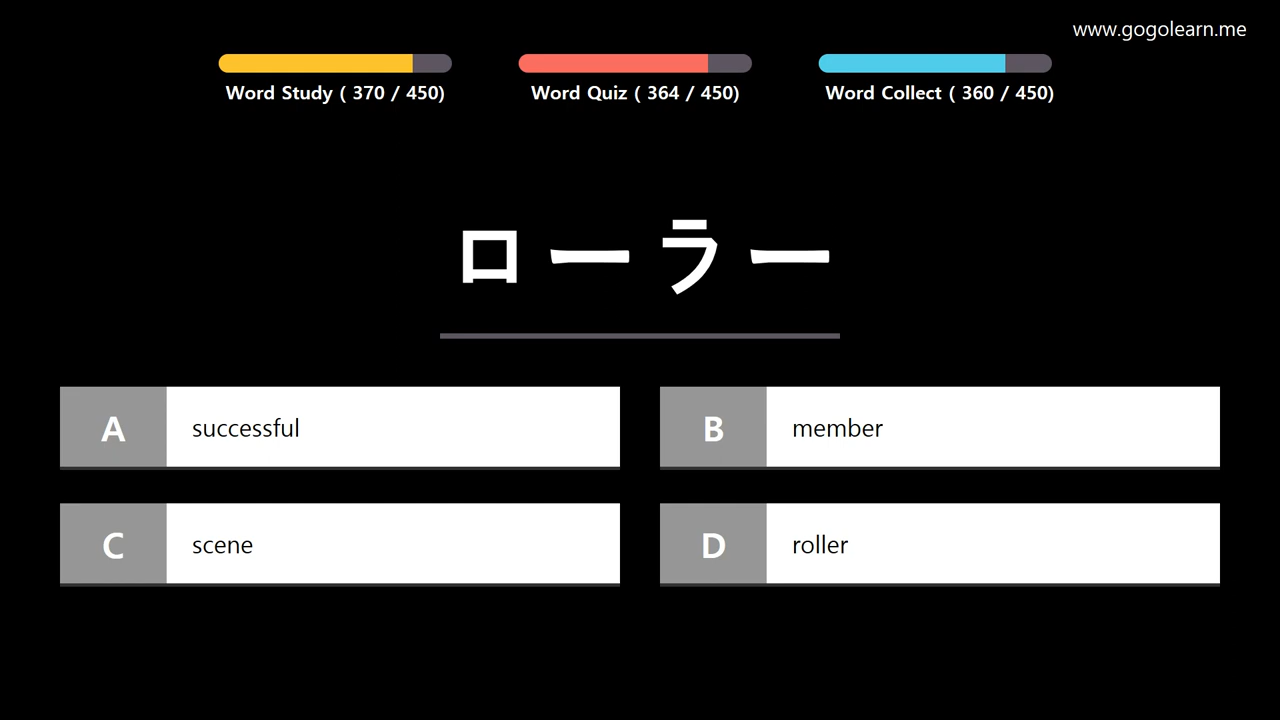 www.gogolearn.me
Word Study ( 370 / 450)
Word Quiz ( 364 / 450)
Word Collect ( 360 / 450)
ローラー
A successful
B member
C scene
D roller